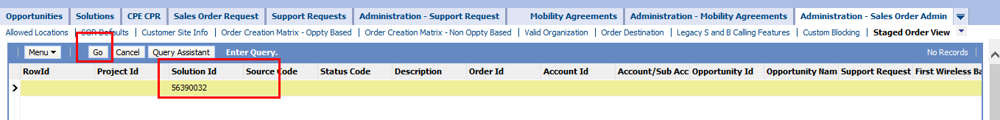 Opportunities Solutions CPE CPR Sales Order Request Support Requests Administration - Support Request Mobility Agreements Administration - Mobility Agreements Administration - Sales Order Admin
Allowed Locations SOR Defaults Customer Site Info Order Creation Matrix - Oppty Based Order Creation Matrix - Non Oppty Based Valid Organization Order Destination Legacy S and B Calling Features Custom Blocking Staged Order View
Menu Go Cancel Query Assistant Enter Query. No Records
RowId Project Id Solution Id Source Code Status Code Description Order Id Account Id Account/Sub Acc Opportunity Id Opportunity Nam Support Request First Wireless Ba
56390032